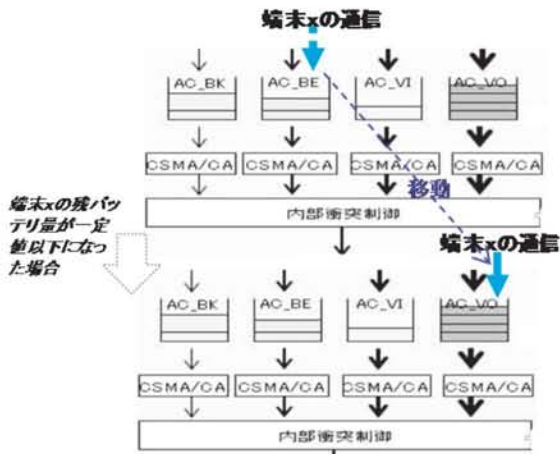 端末xの通信
AC_BK AC_BE AC_VI AC_VO
CSMA/CA CSMA/CA CSMA/CA CSMA/CA
移動
内部衝突制御
端末xの残バッ
テリ量が一定
値以下になっ
た場合
端末xの通信
AC_BK AC_BE AC_VI AC_VO
CSMA/CA CSMA/CA CSMA/CA CSMA/CA
内部衝突制御